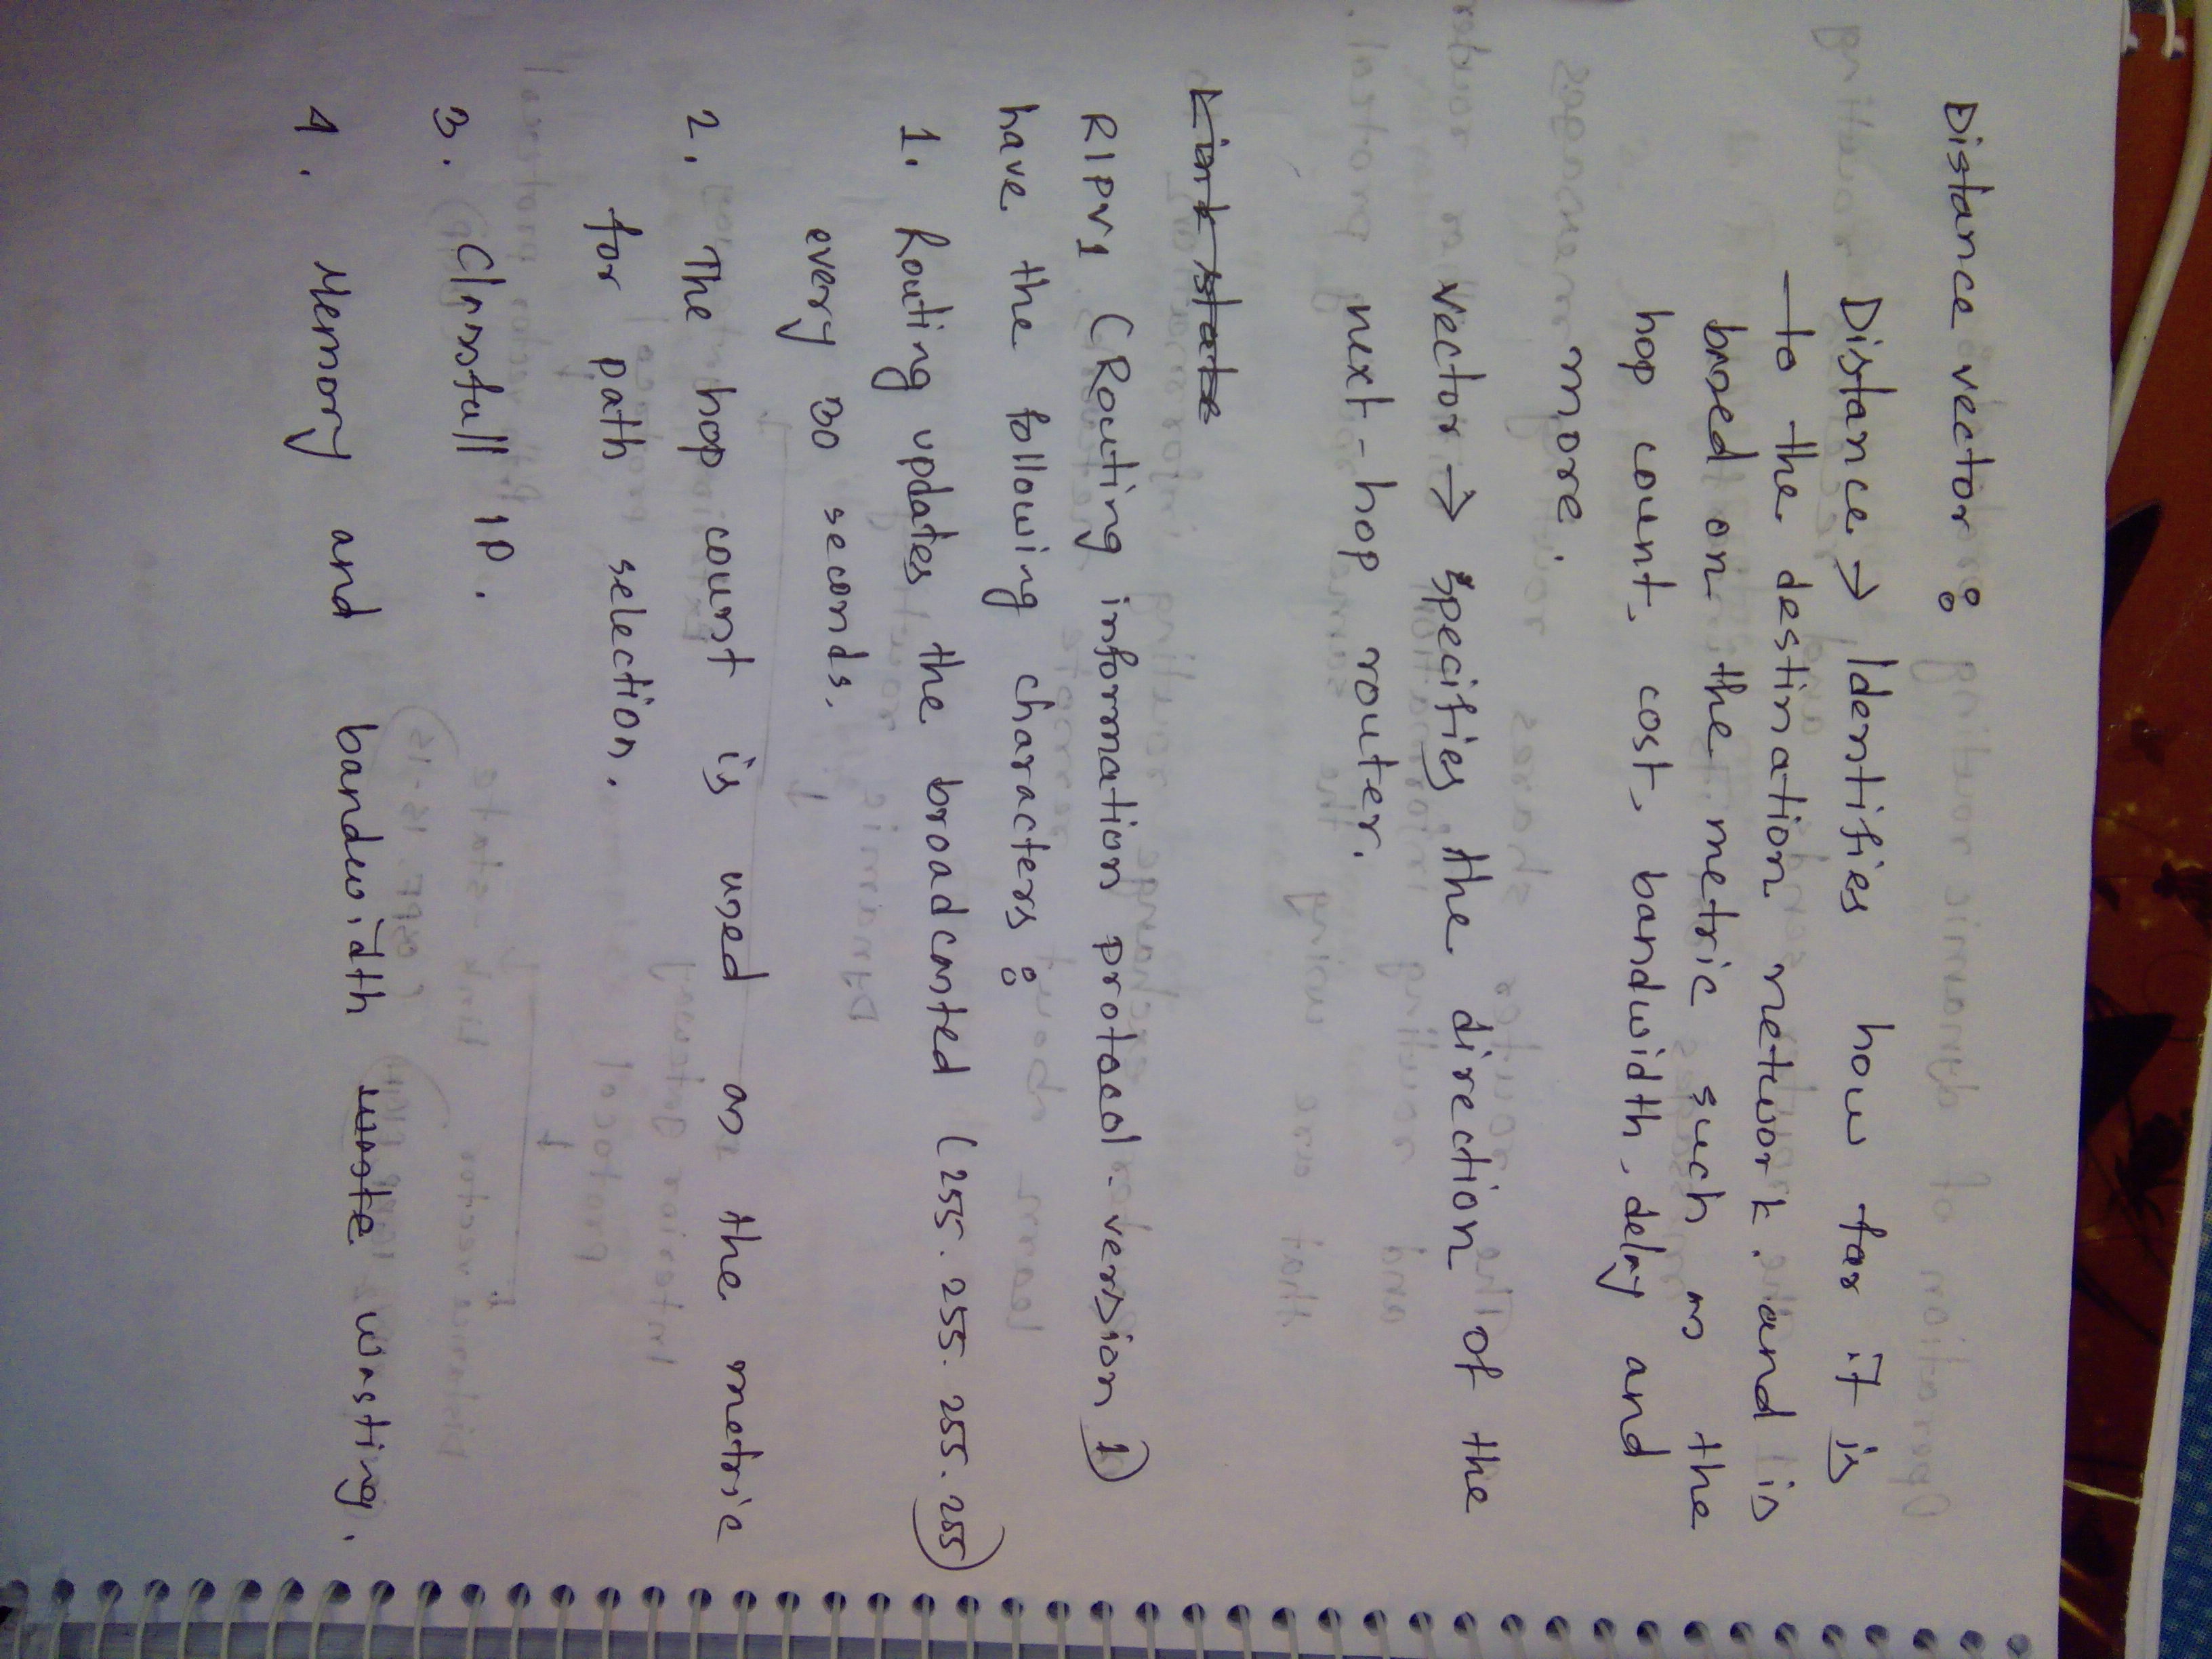 Distance vector :
Distance → Identifies how far it is
to the destination network. and is
based on the metric such as the
hop count, cost, bandwidth, delay and
more.
vector → specifies the direction of the
next-hop router.
Link state
RIPv1 (Routing information protocol - version 1)
have the following characters :
1. Routing updates the broadcasted (255.255.255.255)
every 30 seconds.
2. The hop count is used as the metric
for path selection.
3. Classfull IP.
4. Memory and bandwidth waste wasting.